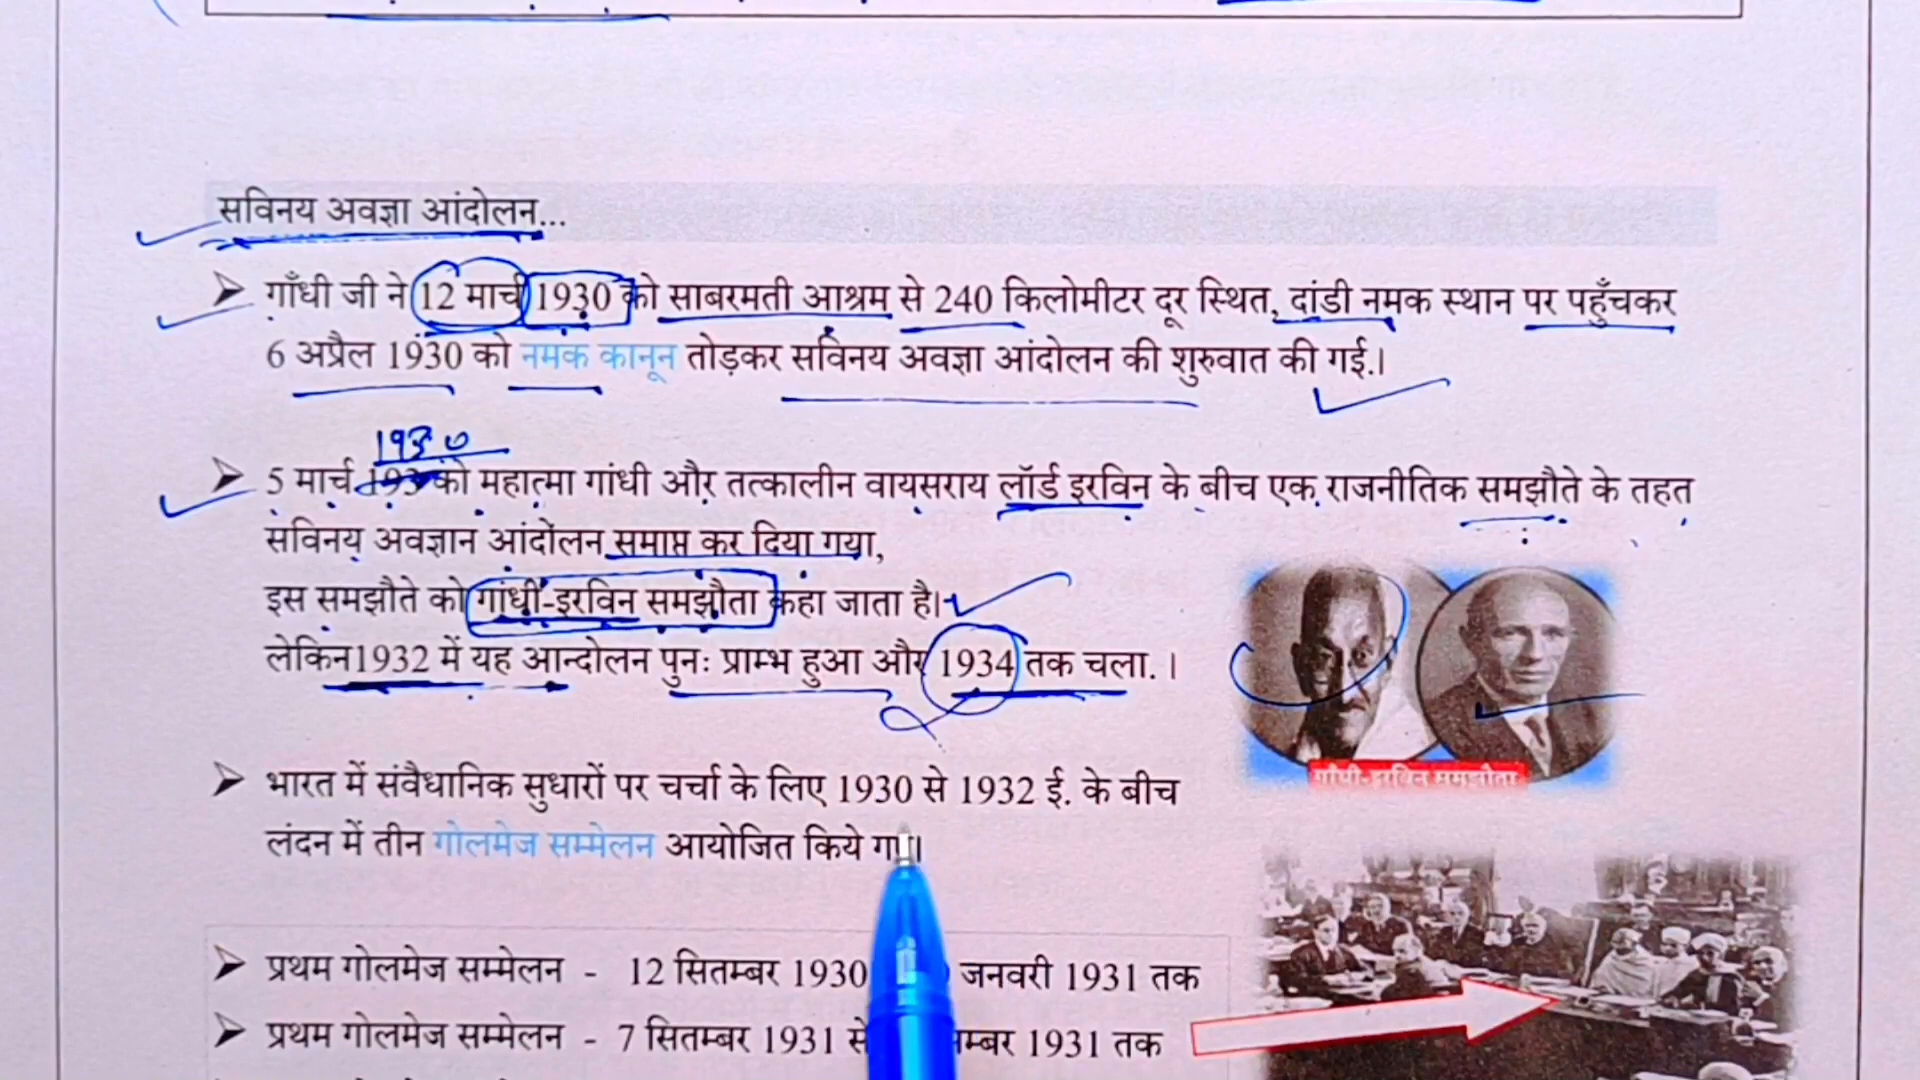 सविनय अवज्ञा आंदोलन...
गाँधी जी ने 12 मार्च 1930 को साबरमती आश्रम से 240 किलोमीटर दूर स्थित, दांडी नमक स्थान पर पहुँचकर
6 अप्रैल 1930 को नमक कानून तोड़कर सविनय अवज्ञा आंदोलन की शुरुवात की गई.।
1930
5 मार्च को महात्मा गांधी और तत्कालीन वायसराय लॉर्ड इरविन के बीच एक राजनीतिक समझौते के तहत
सविनय अवज्ञान आंदोलन समाप्त कर दिया गया,
इस समझौते को गांधी-इरविन समझौता कहा जाता है।
लेकिन1932 में यह आन्दोलन पुनः प्राम्भ हुआ और 1934 तक चला. ।
गाँधी-इरविन समझौता
भारत में संवैधानिक सुधारों पर चर्चा के लिए 1930 से 1932 ई. के बीच
लंदन में तीन गोलमेज सम्मेलन आयोजित किये
प्रथम गोलमेज सम्मेलन - 12 सितम्बर 1930 जनवरी 1931 तक
प्रथम गोलमेज सम्मेलन - 7 सितम्बर 1931 से 1931 तक